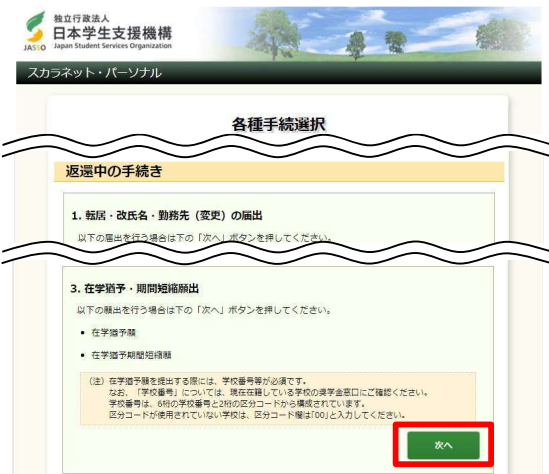 独立行政法人
日本学生支援機構
JASSO Japan Student Services Organization
スカラネット・パーソナル
各種手続選択
返還中の手続き
1. 転居・改氏名・勤務先（変更）の届出
以下の届出を行う場合は下の「次へ」ボタンを押してください。
3. 在学猶予・期間短縮願出
以下の願出を行う場合は下の「次へ」ボタンを押してください。
• 在学猶予願
• 在学猶予期間短縮願
（注）在学猶予願を提出する際には、学校番号等が必須です。
なお、「学校番号」については、現在在籍している学校の奨学金窓口にご確認ください。
学校番号は、6桁の学校番号と2桁の区分コードから構成されています。
区分コードが使用されていない学校は、区分コード欄は「00」と入力してください。
次へ